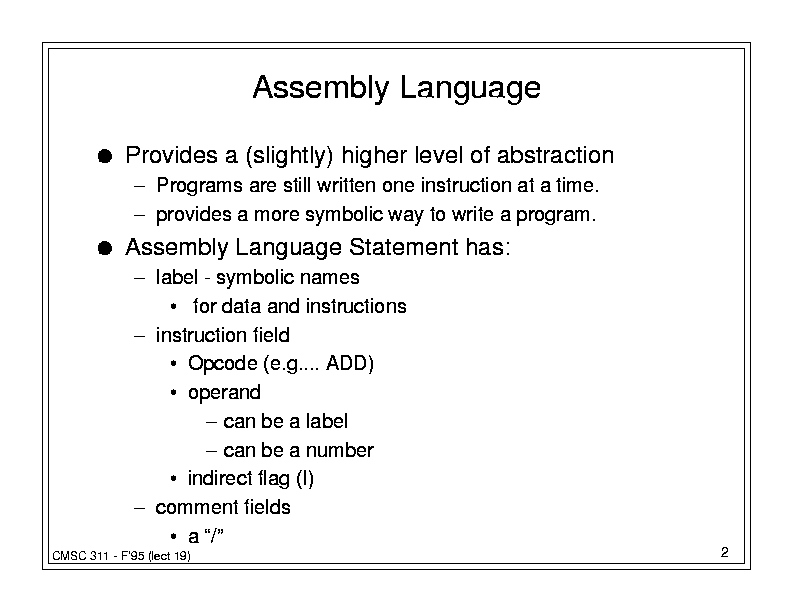 Assembly Language
● Provides a (slightly) higher level of abstraction
– Programs are still written one instruction at a time.
– provides a more symbolic way to write a program.
● Assembly Language Statement has:
– label - symbolic names
• for data and instructions
– instruction field
• Opcode (e.g.... ADD)
• operand
– can be a label
– can be a number
• indirect flag (I)
– comment fields
• a “/”
CMSC 311 - F'95 (lect 19)
2